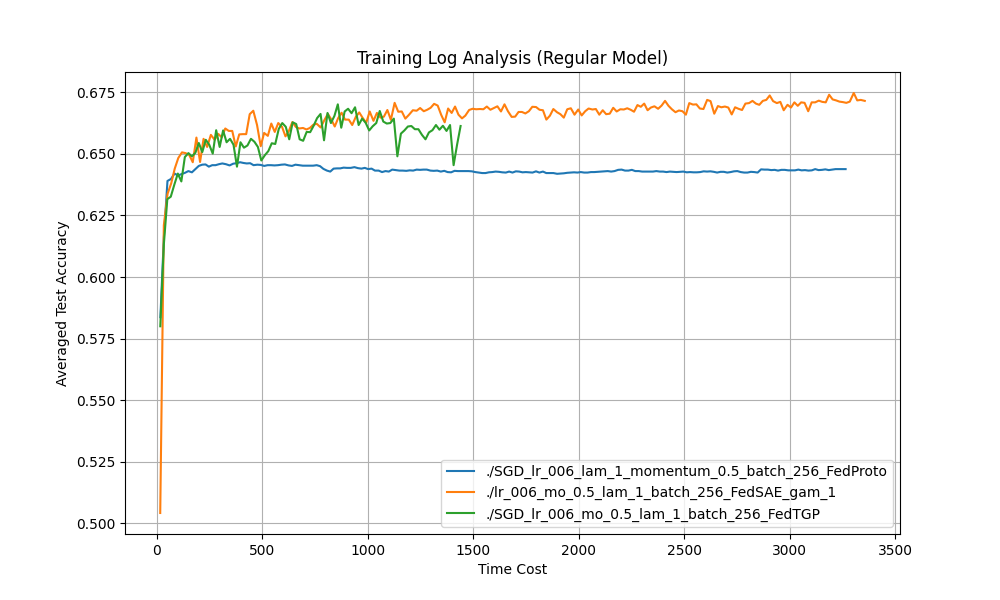 Training Log Analysis (Regular Model)
Averaged Test Accuracy
0.675
0.650
0.625
0.600
0.575
0.550
0.525
0.500
./SGD_lr_006_lam_1_momentum_0.5_batch_256_FedProto
./lr_006_mo_0.5_lam_1_batch_256_FedSAE_gam_1
./SGD_lr_006_mo_0.5_lam_1_batch_256_FedTGP
0 500 1000 1500 2000 2500 3000 3500
Time Cost